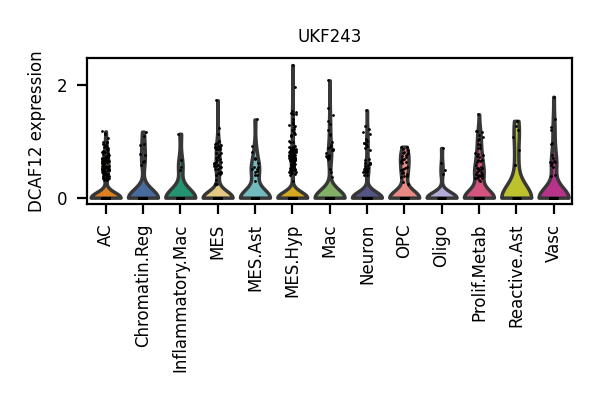 UKF243
DCAF12 expression
2
0
AC
Chromatin.Reg
Inflammatory.Mac
MES
MES.Ast
MES.Hyp
Mac
Neuron
OPC
Oligo
Prolif.Metab
Reactive.Ast
Vasc